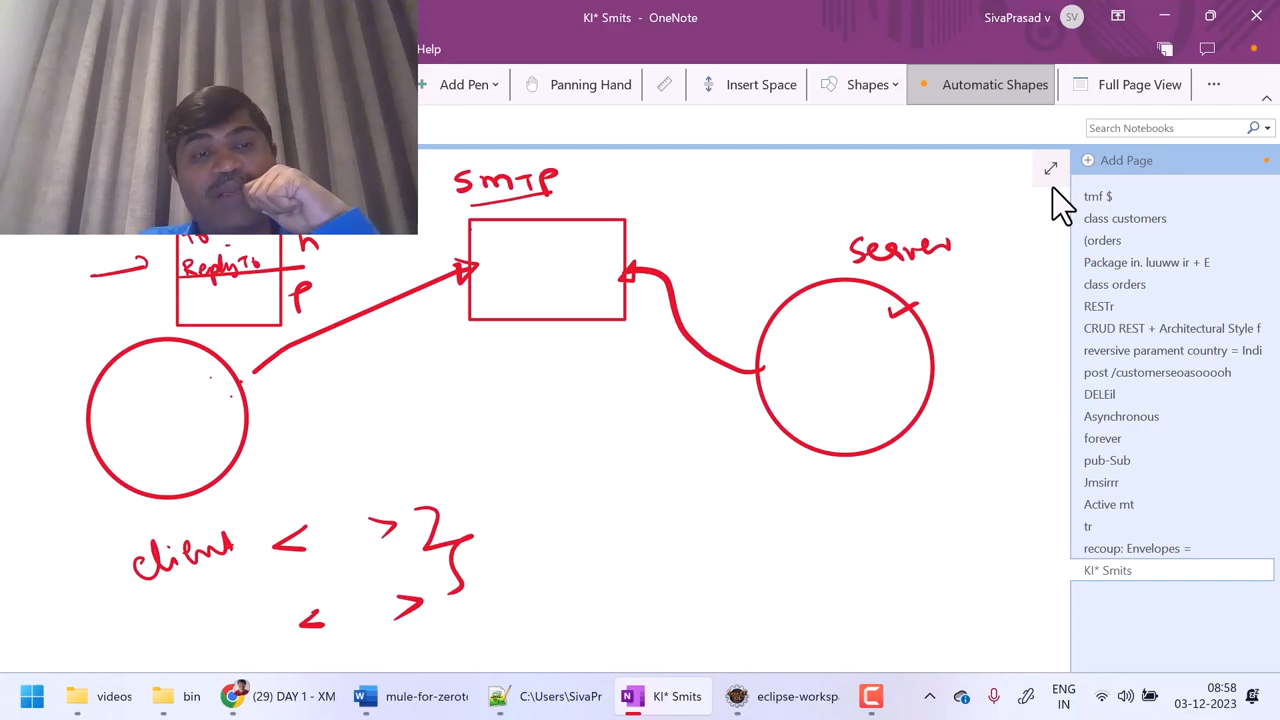 KI* Smits - OneNote
SivaPrasad v
SV
Help
Add Pen
Panning Hand
Insert Space
Shapes
Automatic Shapes
Full Page View
Search Notebooks
Add Page
tmf $
class customers
(orders
Package in. luuww ir + E
class orders
RESTr
CRUD REST + Architectural Style f
reversive parament country = Indi
post /customerseoasooooh
DELEil
Asynchronous
forever
pub-Sub
Jmsirrr
Active mt
tr
recoup: Envelopes =
KI* Smits
SMTP
server
To
h
ReplyTo
P
client < >
< >
videos
bin
(29) DAY 1 - XM
mule-for-zerot
C:\Users\SivaPr
KI* Smits
eclipse-worksp
ENG
IN
08:58
03-12-2023